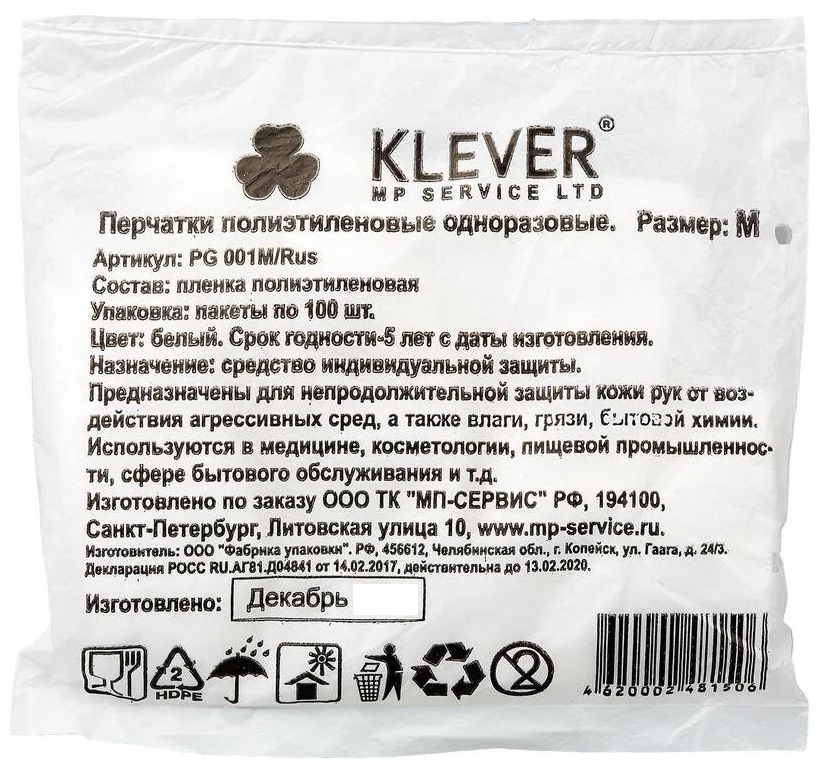 KLEVER®
MP SERVICE LTD
Перчатки полиэтиленовые одноразовые. Размер: М
Артикул: PG 001M/Rus
Состав: пленка полиэтиленовая
Упаковка: пакеты по 100 шт.
Цвет: белый. Срок годности-5 лет с даты изготовления.
Назначение: средство индивидуальной защиты.
Предназначены для непродолжительной защиты кожи рук от воз-
действия агрессивных сред, а также влаги, грязи, бытовой химии.
Используются в медицине, косметологии, пищевой промышленнос-
ти, сфере бытового обслуживания и т.д.
Изготовлено по заказу ООО ТК "МП-СЕРВИС" РФ, 194100,
Санкт-Петербург, Литовская улица 10, www.mp-service.ru.
Изготовитель: ООО "Фабрика упаковки". РФ, 456612, Челябинская обл., г. Копейск, ул. Гаага, д. 24/3.
Декларация РОСС RU.АГ81.Д04841 от 14.02.2017, действительна до 13.02.2020.
Изготовлено: Декабрь
2
HDPE
4 620002 481506